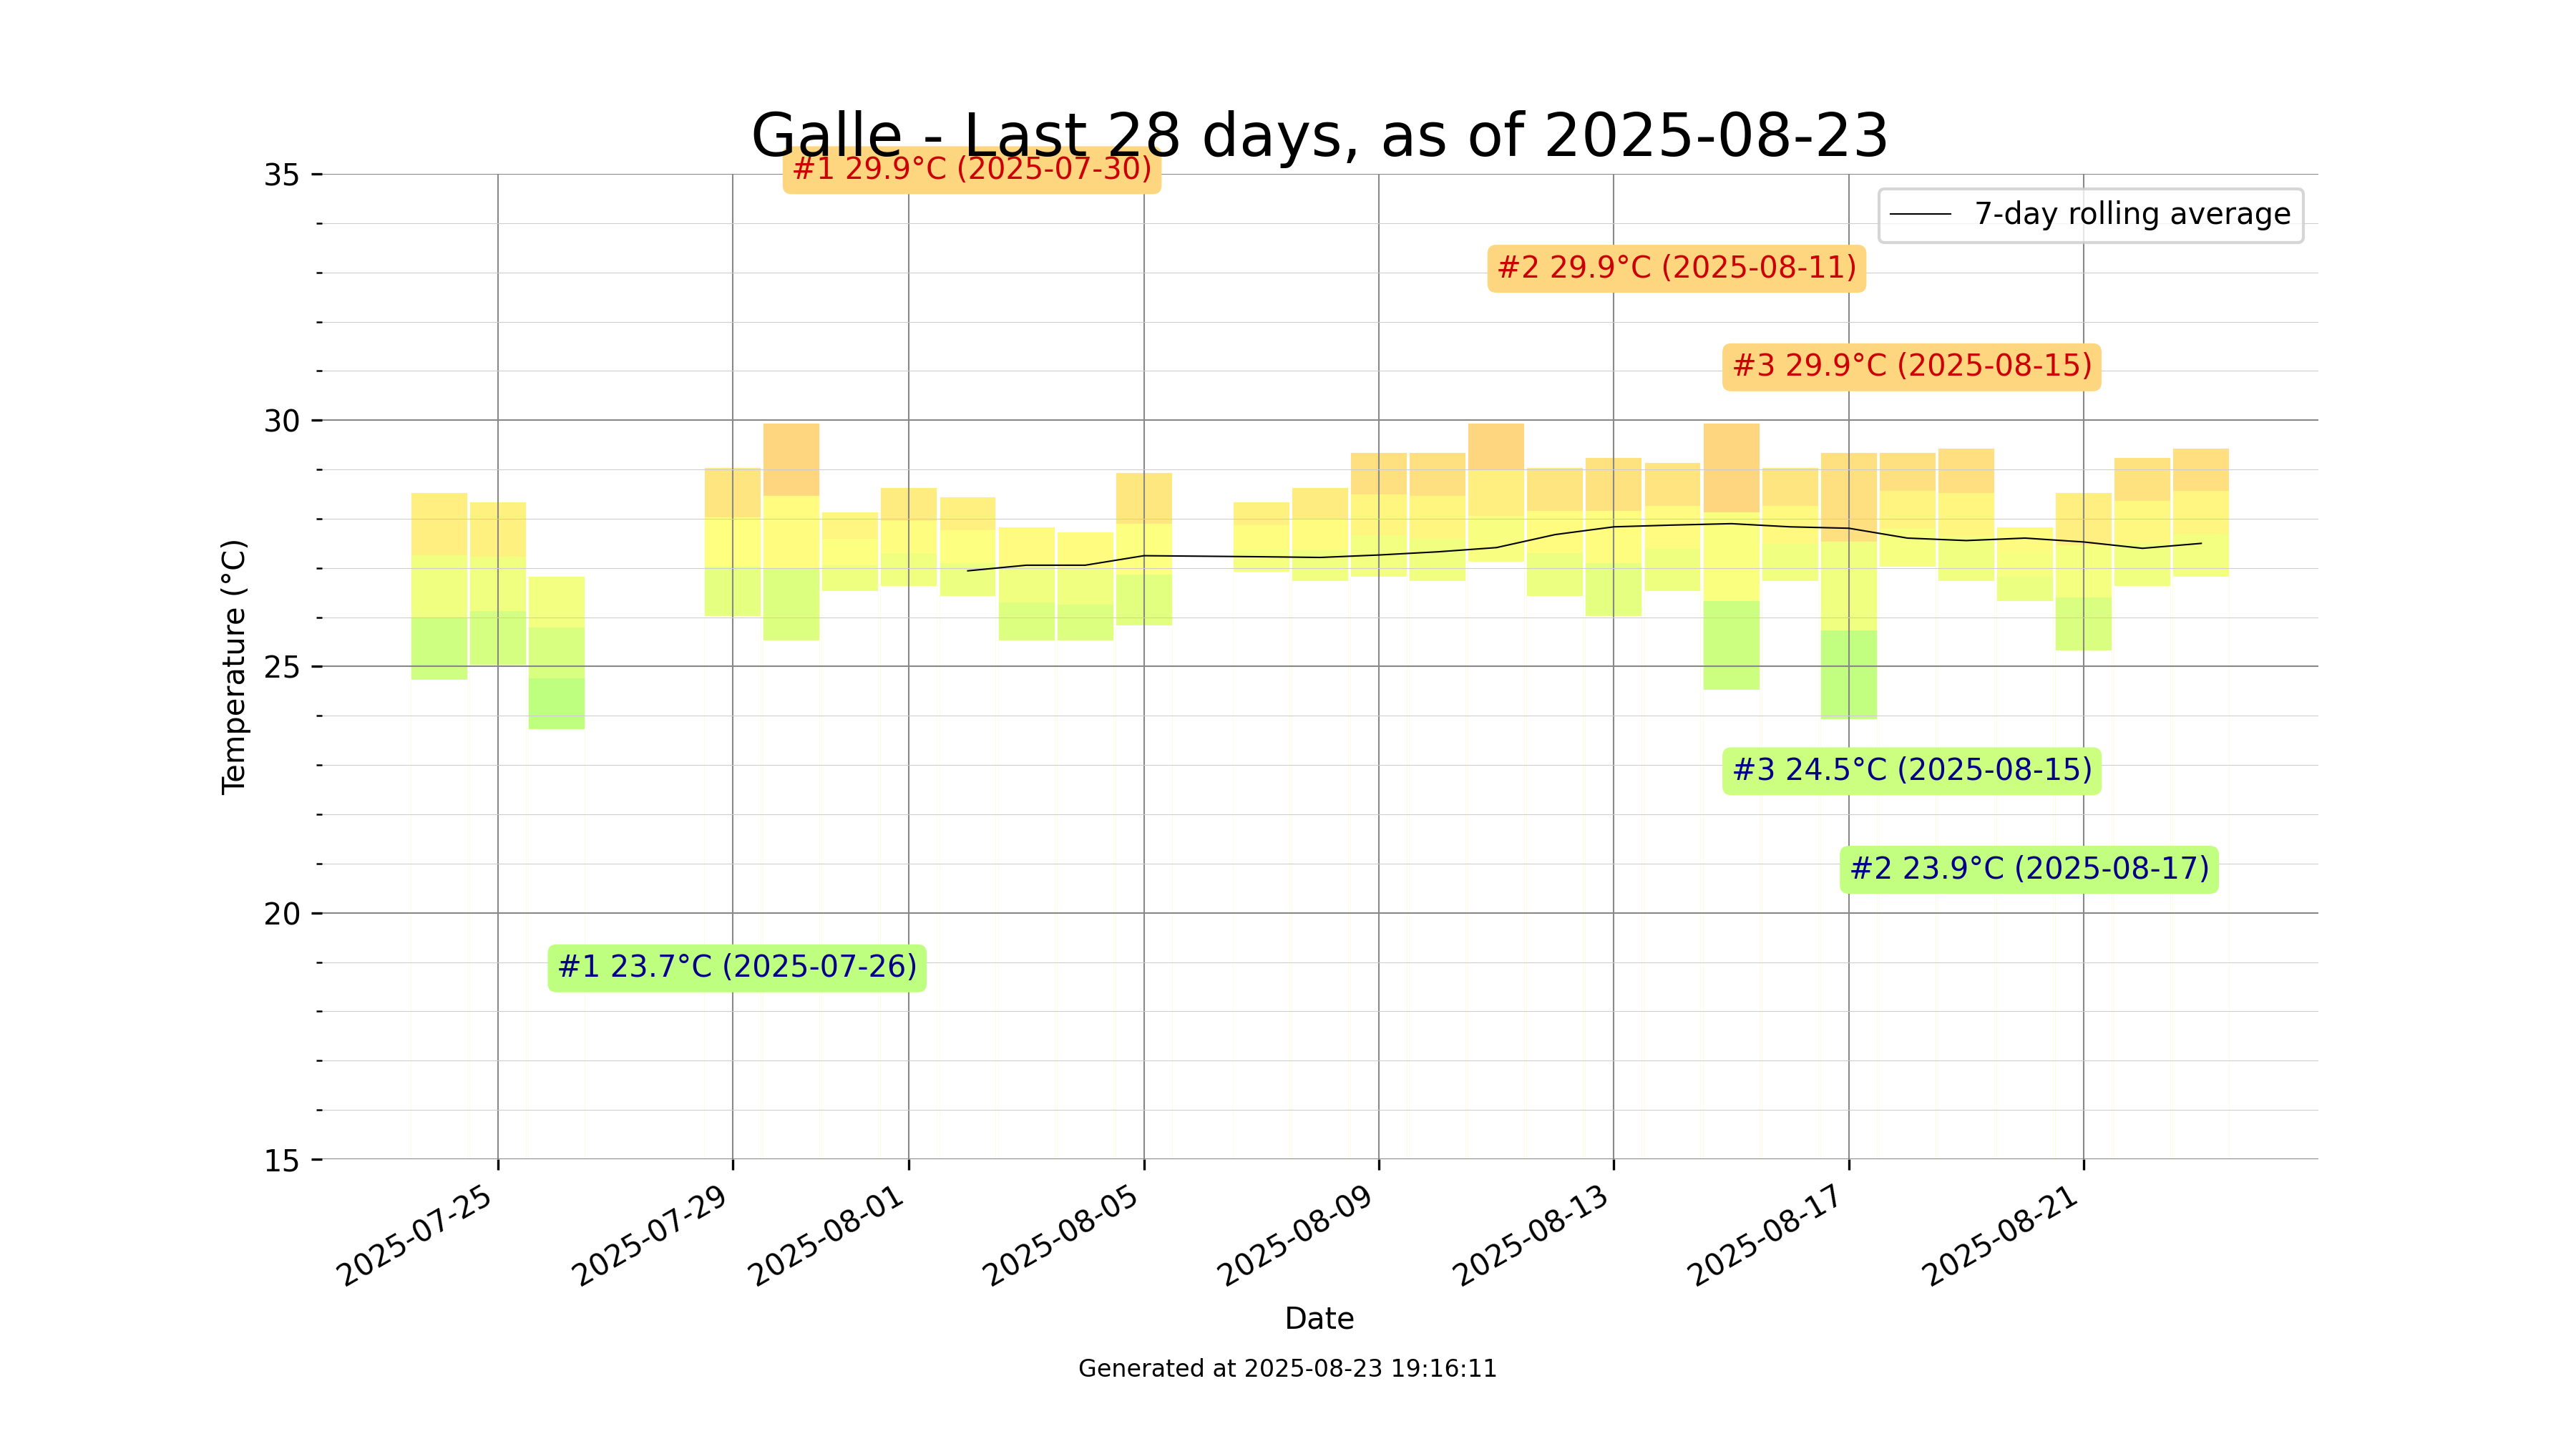 Galle - Last 28 days, as of 2025-08-23
#1 29.9°C (2025-07-30)
7-day rolling average
#2 29.9°C (2025-08-11)
#3 29.9°C (2025-08-15)
#3 24.5°C (2025-08-15)
#2 23.9°C (2025-08-17)
#1 23.7°C (2025-07-26)
Temperature (°C)
35
30
25
20
15
2025-07-25
2025-07-29
2025-08-01
2025-08-05
2025-08-09
2025-08-13
2025-08-17
2025-08-21
Date
Generated at 2025-08-23 19:16:11